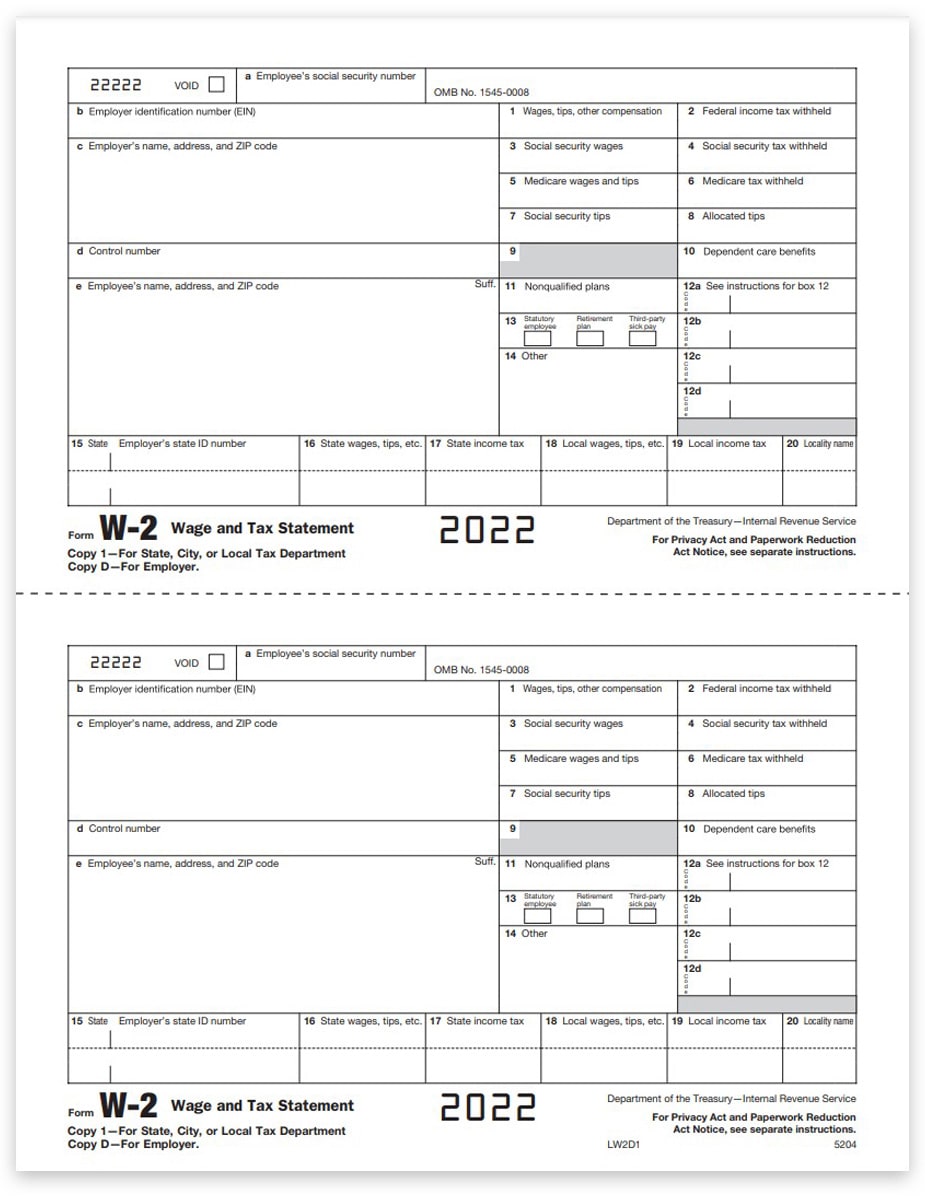 22222 VOID a Employee's social security number OMB No. 1545-0008
b Employer identification number (EIN) 1 Wages, tips, other compensation 2 Federal income tax withheld
c Employer's name, address, and ZIP code 3 Social security wages 4 Social security tax withheld
5 Medicare wages and tips 6 Medicare tax withheld
7 Social security tips 8 Allocated tips
d Control number 9 10 Dependent care benefits
e Employee's name, address, and ZIP code Suff. 11 Nonqualified plans 12a See instructions for box 12
Code
13 Statutory employee Retirement plan Third-party sick pay 12b
Code
14 Other 12c
Code
12d
Code
15 State Employer's state ID number 16 State wages, tips, etc. 17 State income tax 18 Local wages, tips, etc. 19 Local income tax 20 Locality name
Form W-2 Wage and Tax Statement 2022 Department of the Treasury—Internal Revenue Service
Copy 1—For State, City, or Local Tax Department For Privacy Act and Paperwork Reduction
Copy D—For Employer. Act Notice, see separate instructions.
22222 VOID a Employee's social security number OMB No. 1545-0008
b Employer identification number (EIN) 1 Wages, tips, other compensation 2 Federal income tax withheld
c Employer's name, address, and ZIP code 3 Social security wages 4 Social security tax withheld
5 Medicare wages and tips 6 Medicare tax withheld
7 Social security tips 8 Allocated tips
d Control number 9 10 Dependent care benefits
e Employee's name, address, and ZIP code Suff. 11 Nonqualified plans 12a See instructions for box 12
Code
13 Statutory employee Retirement plan Third-party sick pay 12b
Code
14 Other 12c
Code
12d
Code
15 State Employer's state ID number 16 State wages, tips, etc. 17 State income tax 18 Local wages, tips, etc. 19 Local income tax 20 Locality name
Form W-2 Wage and Tax Statement 2022 Department of the Treasury—Internal Revenue Service
Copy 1—For State, City, or Local Tax Department For Privacy Act and Paperwork Reduction
Act Notice, see separate instructions.
Copy D—For Employer. LW2D1 5204